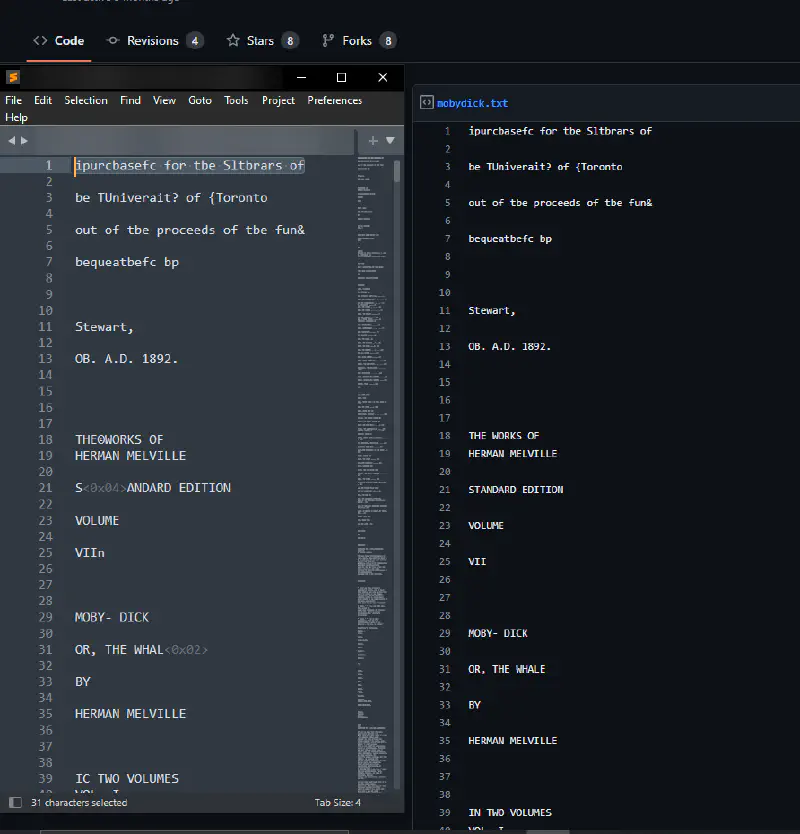 Code
Revisions 4
Stars 8
Forks 8
File Edit Selection Find View Goto Tools Project Preferences
Help
1 ipurcbasefc for tbe Sltbrars of
2
3 be TUniverait? of {Toronto
4
5 out of tbe proceeds of tbe fun&
6
7 bequeatbefc bp
8
9
10
11 Stewart,
12
13 OB. A.D. 1892.
14
15
16
17
18 THE0WORKS OF
19 HERMAN MELVILLE
20
21 S<0x04>ANDARD EDITION
22
23 VOLUME
24
25 VIIn
26
27
28
29 MOBY- DICK
30
31 OR, THE WHAL<0x02>
32
33 BY
34
35 HERMAN MELVILLE
36
37
38
39 IC TWO VOLUMES
31 characters selected
Tab Size: 4
mobydick.txt
1 ipurcbasefc for tbe Sltbrars of
2
3 be TUniverait? of {Toronto
4
5 out of tbe proceeds of tbe fun&
6
7 bequeatbefc bp
8
9
10
11 Stewart,
12
13 OB. A.D. 1892.
14
15
16
17
18 THE WORKS OF
19 HERMAN MELVILLE
20
21 STANDARD EDITION
22
23 VOLUME
24
25 VII
26
27
28
29 MOBY- DICK
30
31 OR, THE WHALE
32
33 BY
34
35 HERMAN MELVILLE
36
37
38
39 IN TWO VOLUMES